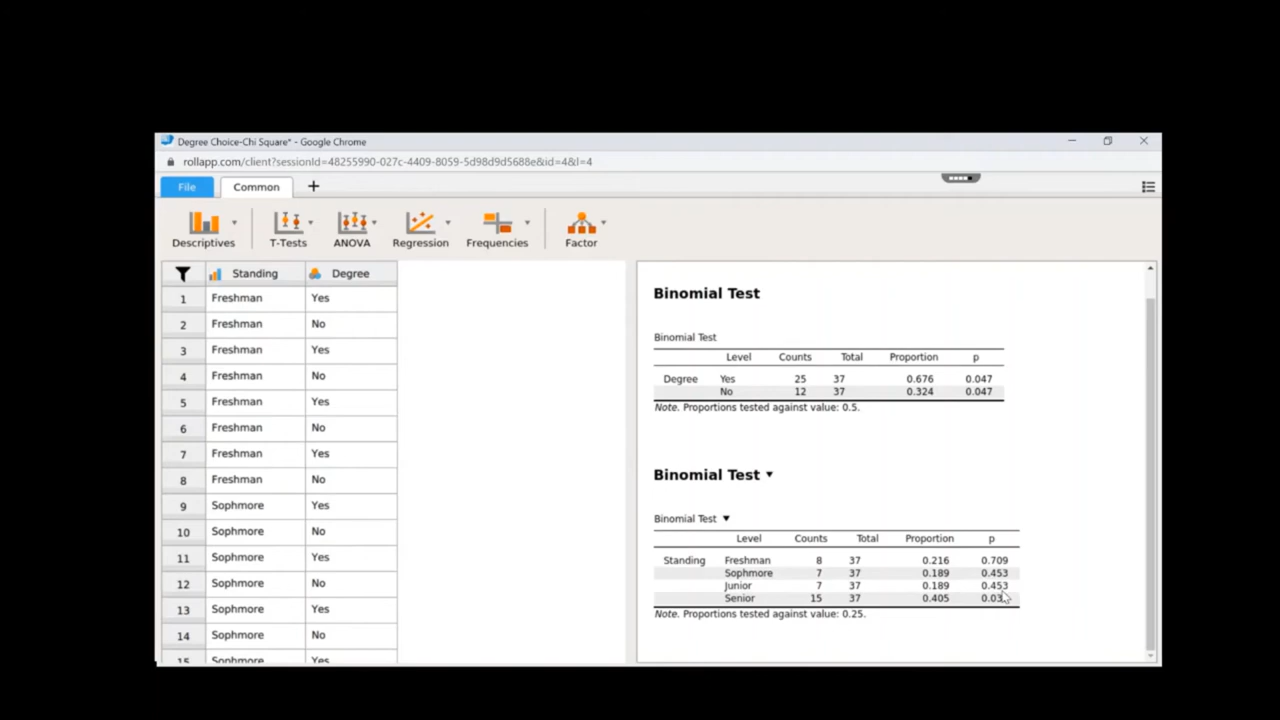 Degree Choice-Chi Square* - Google Chrome
rollapp.com/client?sessionId=48255990-027c-4409-8059-5d98d9d5688e&id=4&l=4
File Common +
Descriptives T-Tests ANOVA Regression Frequencies Factor
Standing Degree
1 Freshman Yes
2 Freshman No
3 Freshman Yes
4 Freshman No
5 Freshman Yes
6 Freshman No
7 Freshman Yes
8 Freshman No
9 Sophmore Yes
10 Sophmore No
11 Sophmore Yes
12 Sophmore No
13 Sophmore Yes
14 Sophmore No
15 Sophmore Yes
Binomial Test
Binomial Test
Level Counts Total Proportion p
Degree Yes 25 37 0.676 0.047
No 12 37 0.324 0.047
Note. Proportions tested against value: 0.5.
Binomial Test
Binomial Test
Level Counts Total Proportion p
Standing Freshman 8 37 0.216 0.709
Sophmore 7 37 0.189 0.453
Junior 7 37 0.189 0.453
Senior 15 37 0.405
Note. Proportions tested against value: 0.25.